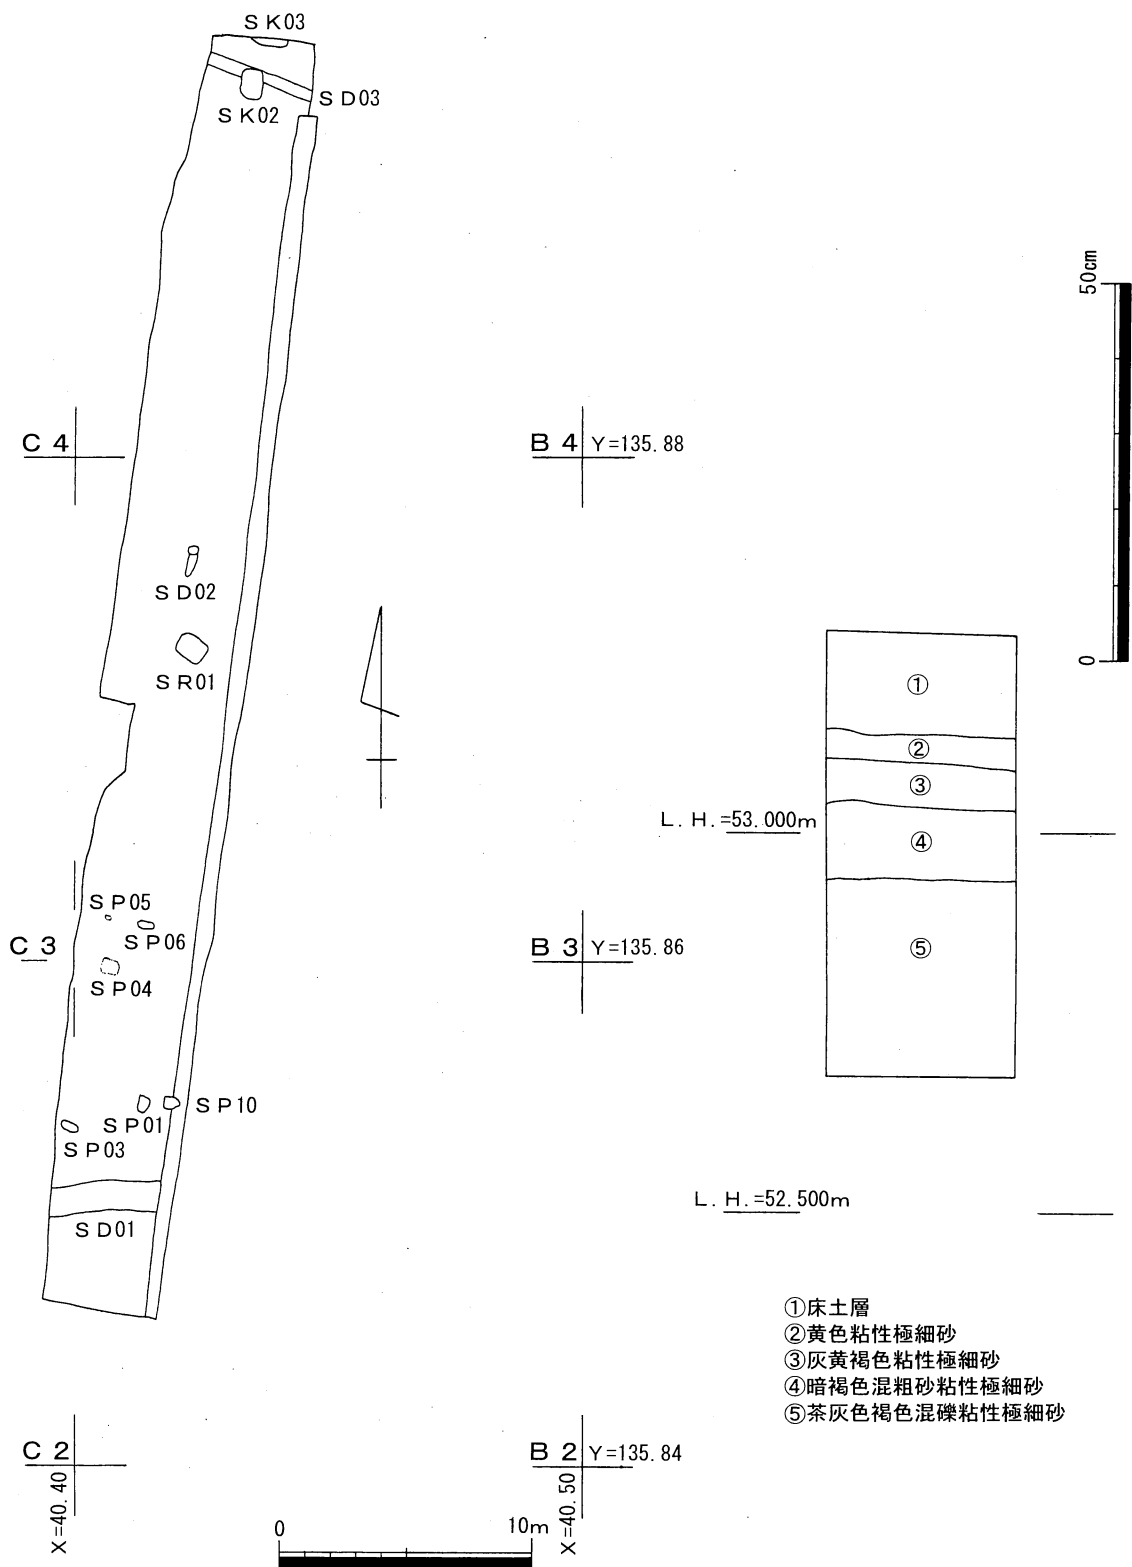 SK03
SD03
SK02
50cm
C4
B4 Y=135.88
SD02
SR01
0
①
②
③
L.H.=53.000m
④
SP05
SP06
C3
B3 Y=135.86
⑤
SP04
SP10
SP01
SP03
L.H.=52.500m
SD01
①床土層
②黄色粘性極細砂
③灰黄褐色粘性極細砂
④暗褐色混粗砂粘性極細砂
⑤茶灰色褐色混礫粘性極細砂
C2
B2 Y=135.84
X=40.40
X=40.50
0
10m